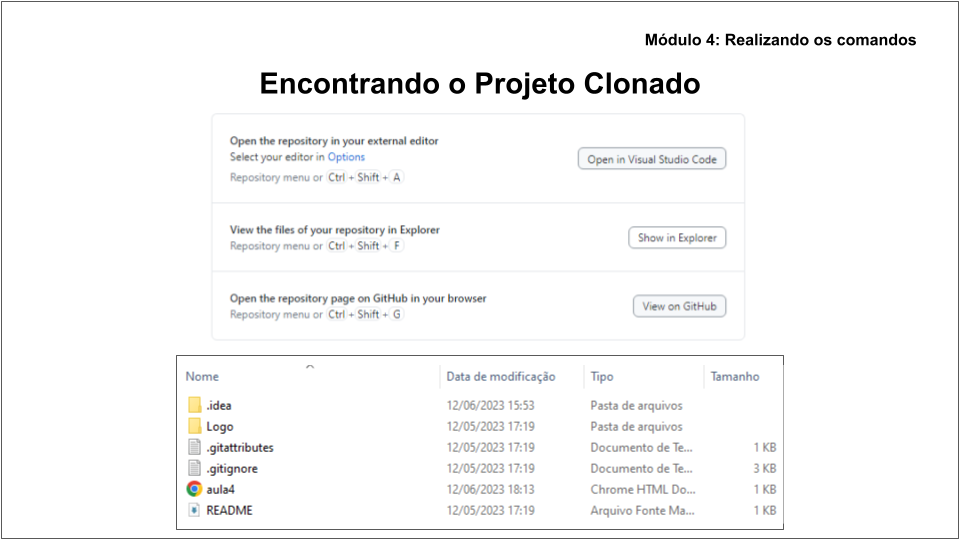 Módulo 4: Realizando os comandos
Encontrando o Projeto Clonado
Open the repository in your external editor
Select your editor in Options
Repository menu or Ctrl + Shift + A
Open in Visual Studio Code
View the files of your repository in Explorer
Repository menu or Ctrl + Shift + F
Show in Explorer
Open the repository page on GitHub in your browser
Repository menu or Ctrl + Shift + G
View on GitHub
Nome Data de modificação Tipo Tamanho
.idea 12/06/2023 15:53 Pasta de arquivos
Logo 12/05/2023 17:19 Pasta de arquivos
.gitattributes 12/05/2023 17:19 Documento de Te... 1 KB
.gitignore 12/05/2023 17:19 Documento de Te... 3 KB
aula4 12/06/2023 18:13 Chrome HTML Do... 1 KB
README 12/05/2023 17:19 Arquivo Fonte Ma... 1 KB